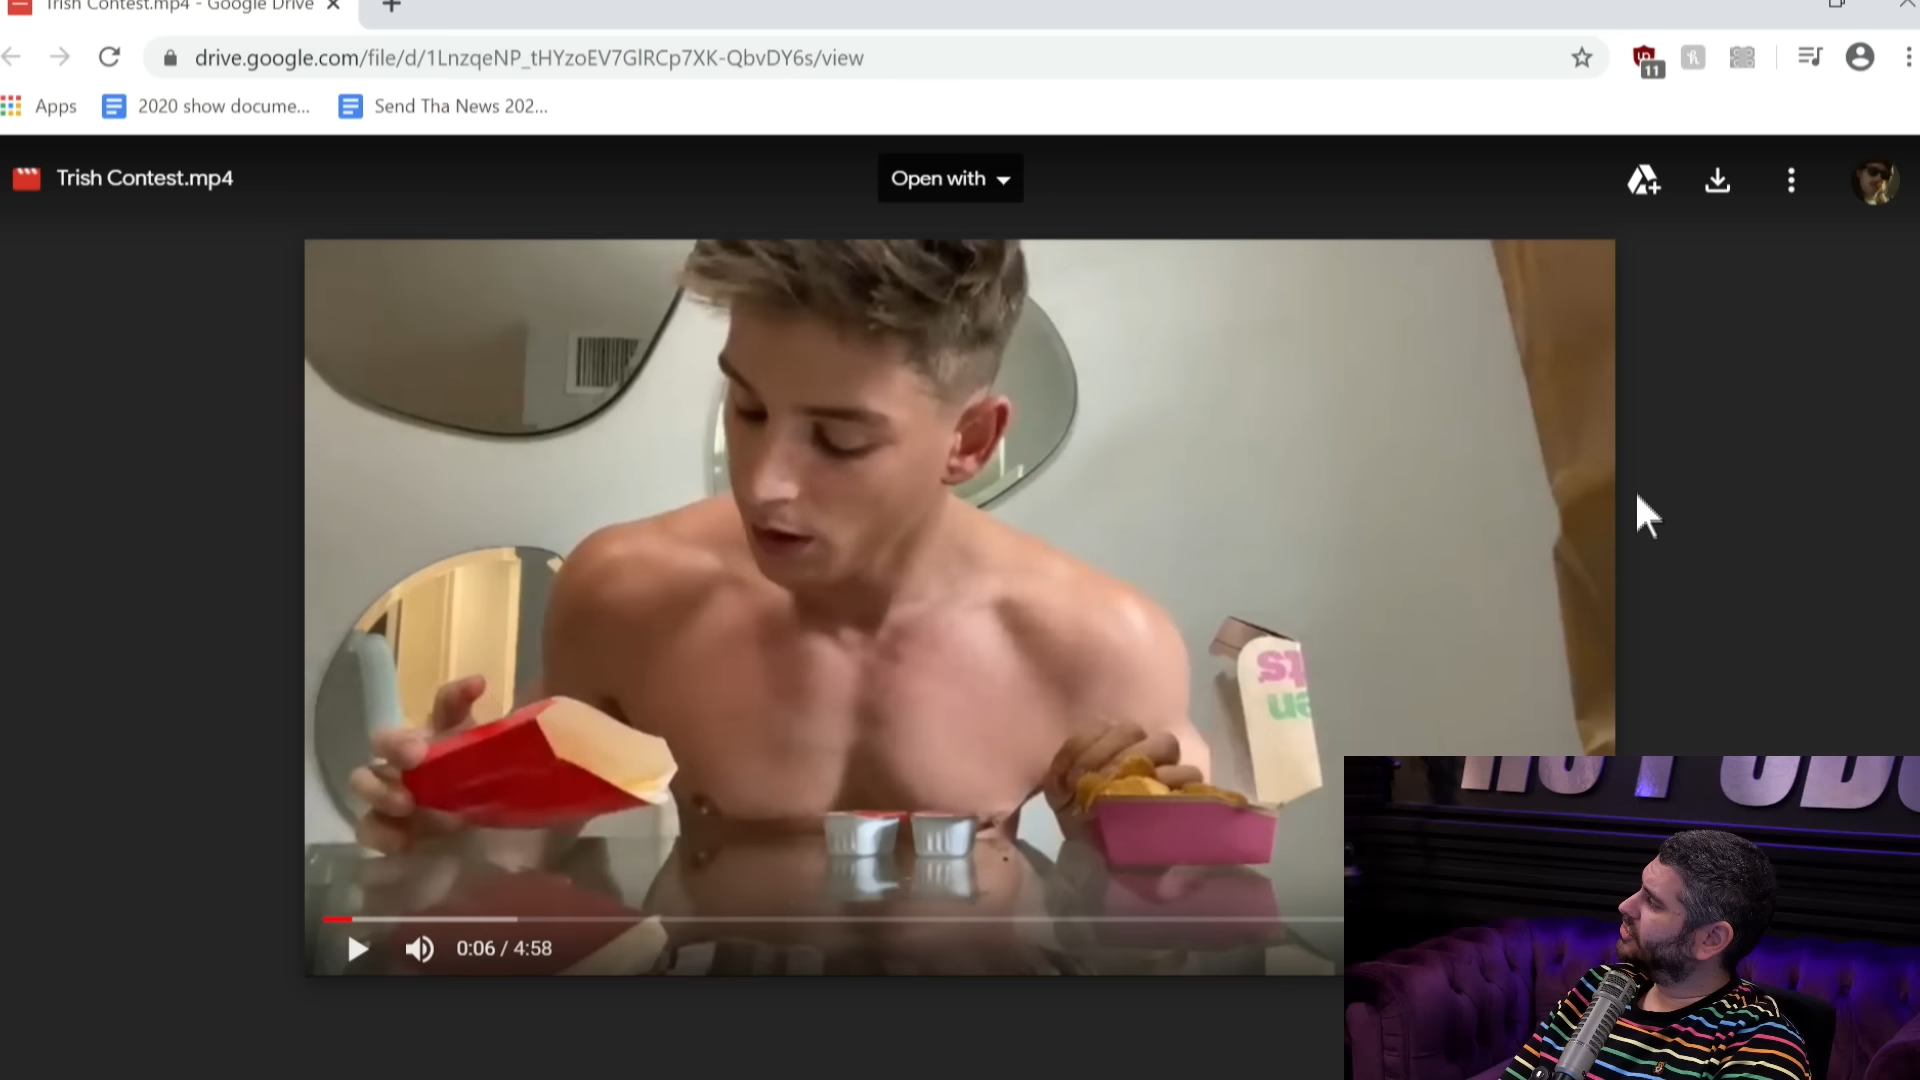 Trish Contest.mp4 - Google Drive
drive.google.com/file/d/1LnzqeNP_tHYzoEV7GlRCp7XK-QbvDY6s/view
11
Apps
2020 show docume...
Send Tha News 202...
Trish Contest.mp4
Open with
0:06 / 4:58